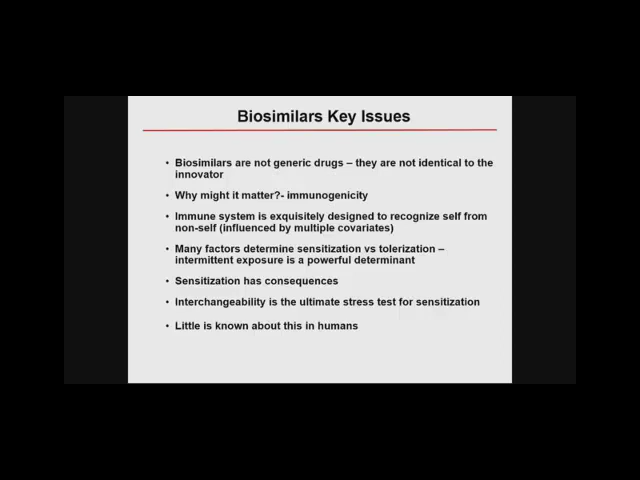 Biosimilars Key Issues
• Biosimilars are not generic drugs – they are not identical to the
innovator
• Why might it matter?- immunogenicity
• Immune system is exquisitely designed to recognize self from
non-self (influenced by multiple covariates)
• Many factors determine sensitization vs tolerization –
intermittent exposure is a powerful determinant
• Sensitization has consequences
• Interchangeability is the ultimate stress test for sensitization
• Little is known about this in humans